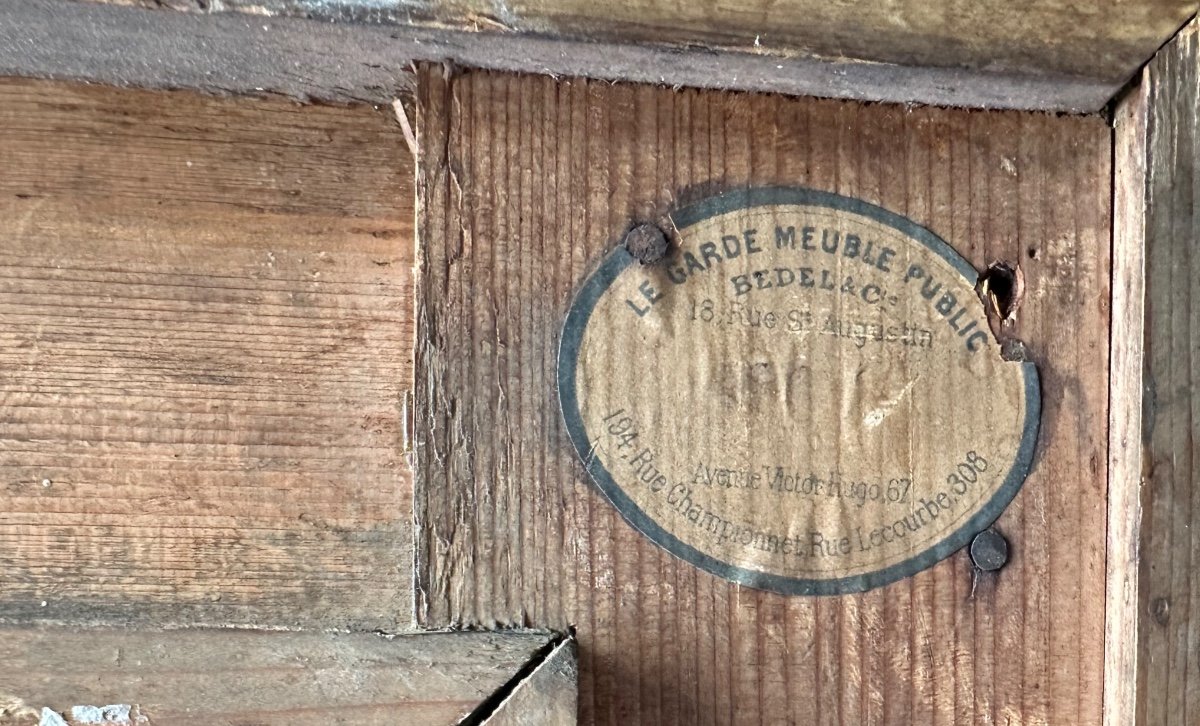 LE GARDE MEUBLE PUBLIC
BEDEL & Cie
18, Rue St Augustin
Avenue Victor Hugo, 67
194, Rue Championnet, Rue Lecourbe, 308